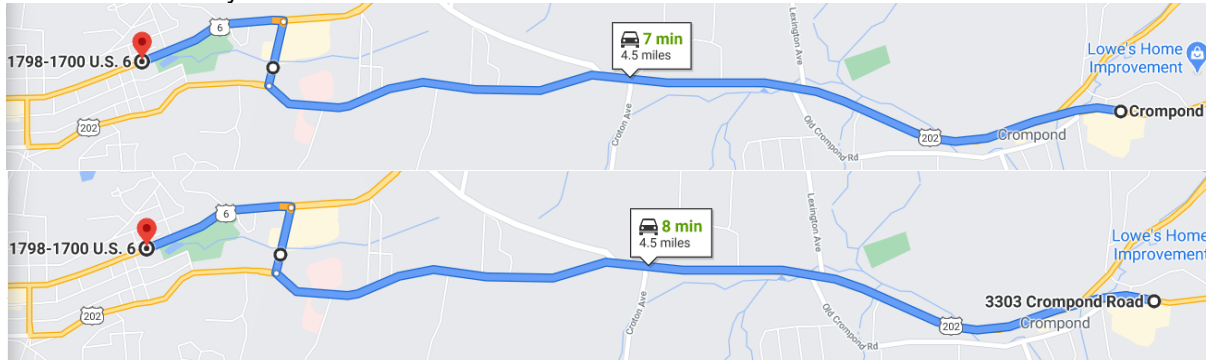 6
7 min
4.5 miles
Lexington Ave
Lowe's Home
Improvement
1798-1700 U.S. 6
Crompond
202
Croton Ave
Old Crompond Rd
202
Crompond
6
8 min
4.5 miles
Lexington Ave
Lowe's Home
Improvement
1798-1700 U.S. 6
3303 Crompond Road
202
Croton Ave
202
Crompond
Old Crompond Rd